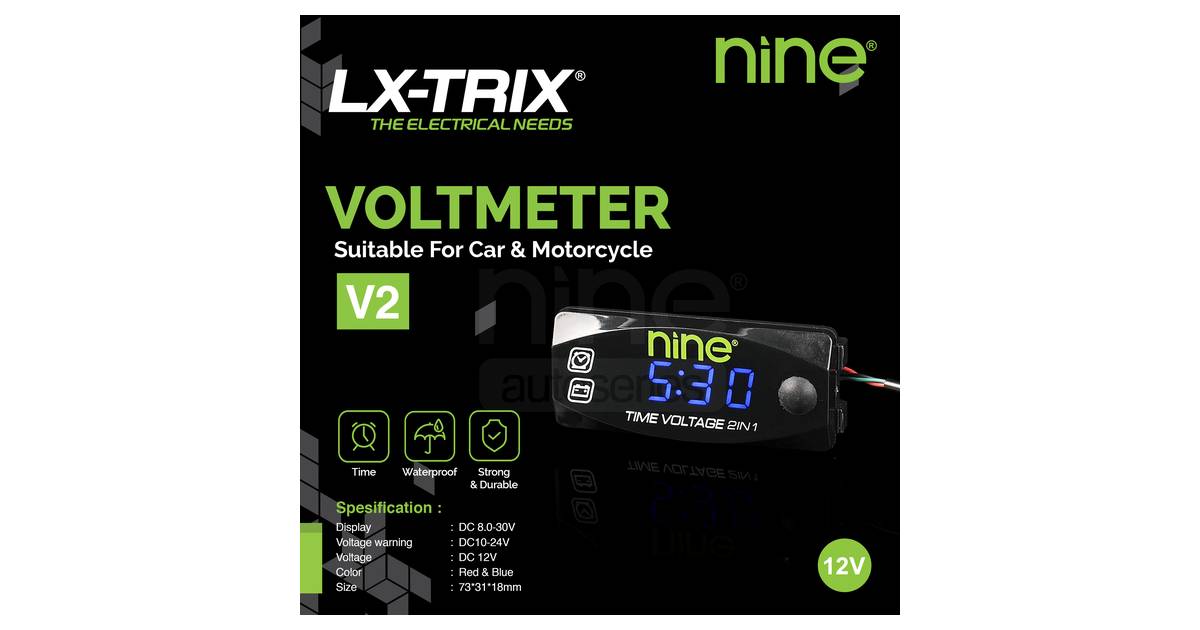 nine®
LX-TRIX®
THE ELECTRICAL NEEDS
VOLTMETER
Suitable For Car & Motorcycle
V2
nine®
autoseries
nine®
5:30
TIME VOLTAGE 2IN1
Time
Waterproof
Strong
& Durable
Spesification :
Display : DC 8.0-30V
Voltage warning : DC10-24V
Voltage : DC 12V
Color : Red & Blue
Size : 73*31*18mm
12V